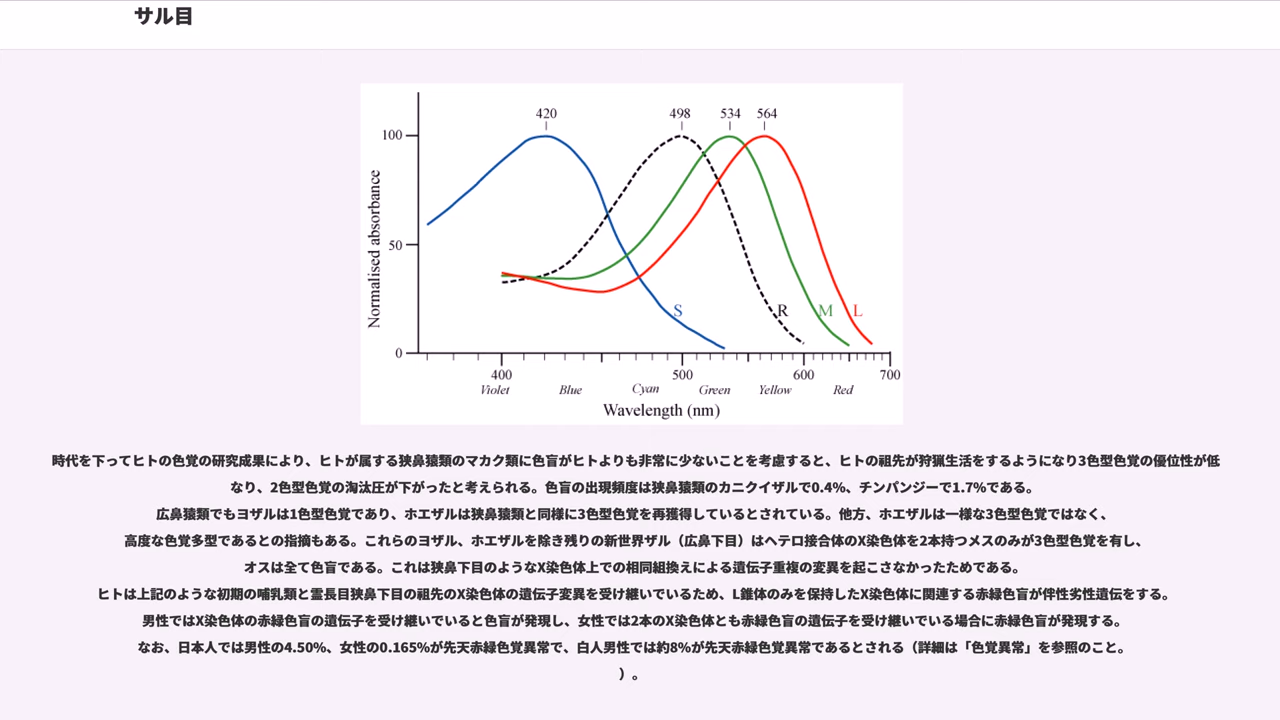 サル目
420 498 534 564
100
50
0
Normalised absorbance
S R M L
400 500 600 700
Violet Blue Cyan Green Yellow Red
Wavelength (nm)
時代を下ってヒトの色覚の研究成果により、ヒトが属する狭鼻猿類のマカク類に色盲がヒトよりも非常に少ないことを考慮すると、ヒトの祖先が狩猟生活をするようになり3色型色覚の優位性が低
なり、2色型色覚の淘汰圧が下がったと考えられる。色盲の出現頻度は狭鼻猿類のカニクイザルで0.4%、チンパンジーで1.7%である。
広鼻猿類でもヨザルは1色型色覚であり、ホエザルは狭鼻猿類と同様に3色型色覚を再獲得しているとされている。他方、ホエザルは一様な3色型色覚ではなく、
高度な色覚多型であるとの指摘もある。これらのヨザル、ホエザルを除き残りの新世界ザル（広鼻下目）はヘテロ接合体のX染色体を2本持つメスのみが3色型色覚を有し、
オスは全て色盲である。これは狭鼻下目のようなX染色体上での相同組換えによる遺伝子重複の変異を起こさなかったためである。
ヒトは上記のような初期の哺乳類と霊長目狭鼻下目の祖先のX染色体の遺伝子変異を受け継いでいるため、L錐体のみを保持したX染色体に関連する赤緑色盲が伴性劣性遺伝をする。
男性ではX染色体の赤緑色盲の遺伝子を受け継いでいると色盲が発現し、女性では2本のX染色体とも赤緑色盲の遺伝子を受け継いでいる場合に赤緑色盲が発現する。
なお、日本人では男性の4.50%、女性の0.165%が先天赤緑色覚異常で、白人男性では約8%が先天赤緑色覚異常であるとされる（詳細は「色覚異常」を参照のこと。
）。